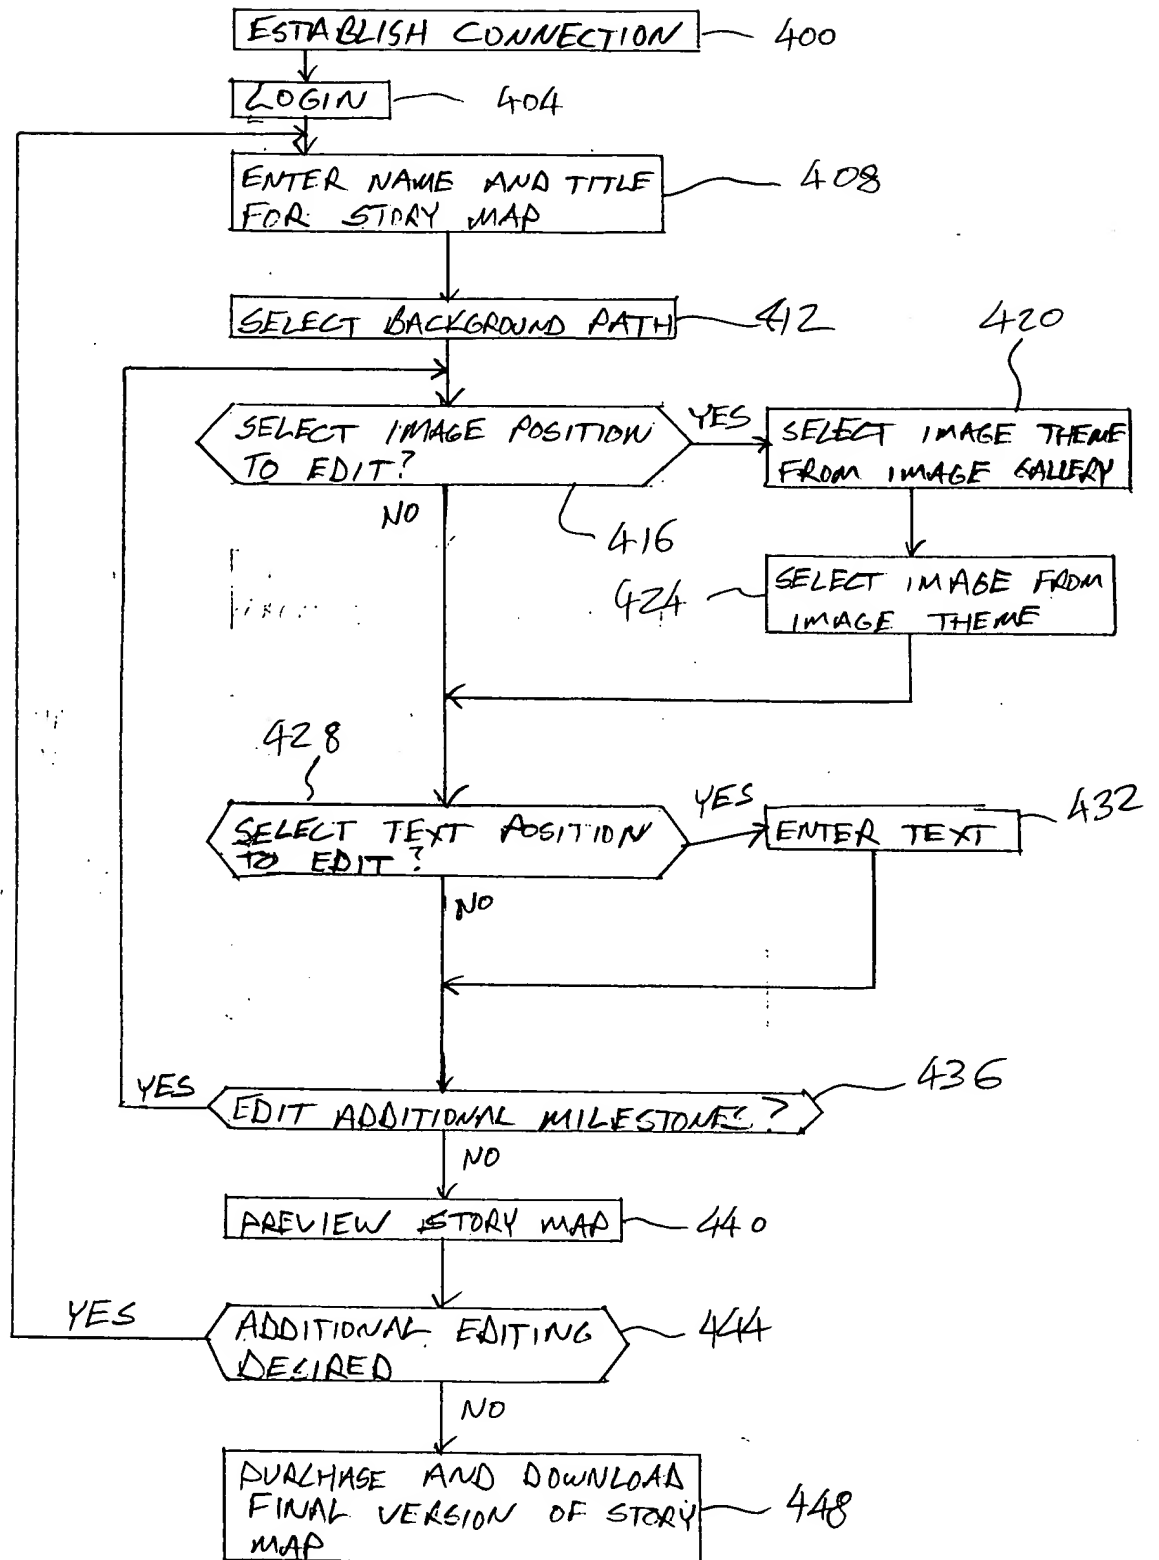 ESTABLISH CONNECTION
400
LOGIN
404
ENTER NAME AND TITLE
FOR STORY MAP
408
SELECT BACKGROUND PATH
412
420
SELECT IMAGE POSITION
TO EDIT?
YES
SELECT IMAGE THEME
FROM IMAGE GALLERY
NO
416
424
SELECT IMAGE FROM
IMAGE THEME
428
SELECT TEXT POSITION
TO EDIT?
YES
ENTER TEXT
432
NO
436
YES
EDIT ADDITIONAL MILESTONES?
NO
PREVIEW STORY MAP
440
YES
ADDITIONAL EDITING
DESIRED
444
NO
PURCHASE AND DOWNLOAD
FINAL VERSION OF STORY
MAP
448